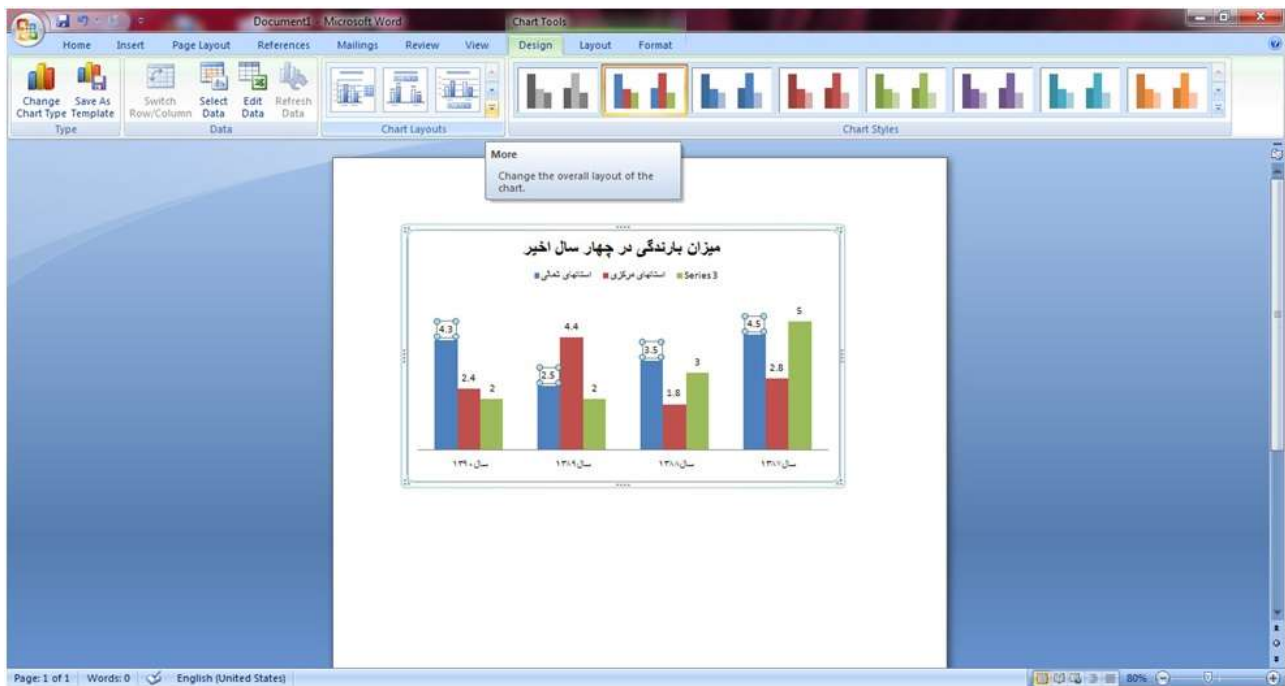 Document1 - Microsoft Word
Chart Tools
Home Insert Page Layout References Mailings Review View Design Layout Format
Change Chart Type
Save As Template
Switch Row/Column
Select Data
Edit Data
Refresh Data
Type
Data
Chart Layouts
Chart Styles
More
Change the overall layout of the
chart.
میزان بارندگی در چهار سال اخیر
استانهای شمالی استانهای مرکزی Series 3
4.3
2.4
2
2.5
4.4
2
3.5
1.8
3
4.5
2.8
5
سال ۱۳۹۰
سال ۱۳۸۹
سال ۱۳۸۸
سال ۱۳۸۷
Page: 1 of 1 Words: 0 English (United States) 80%